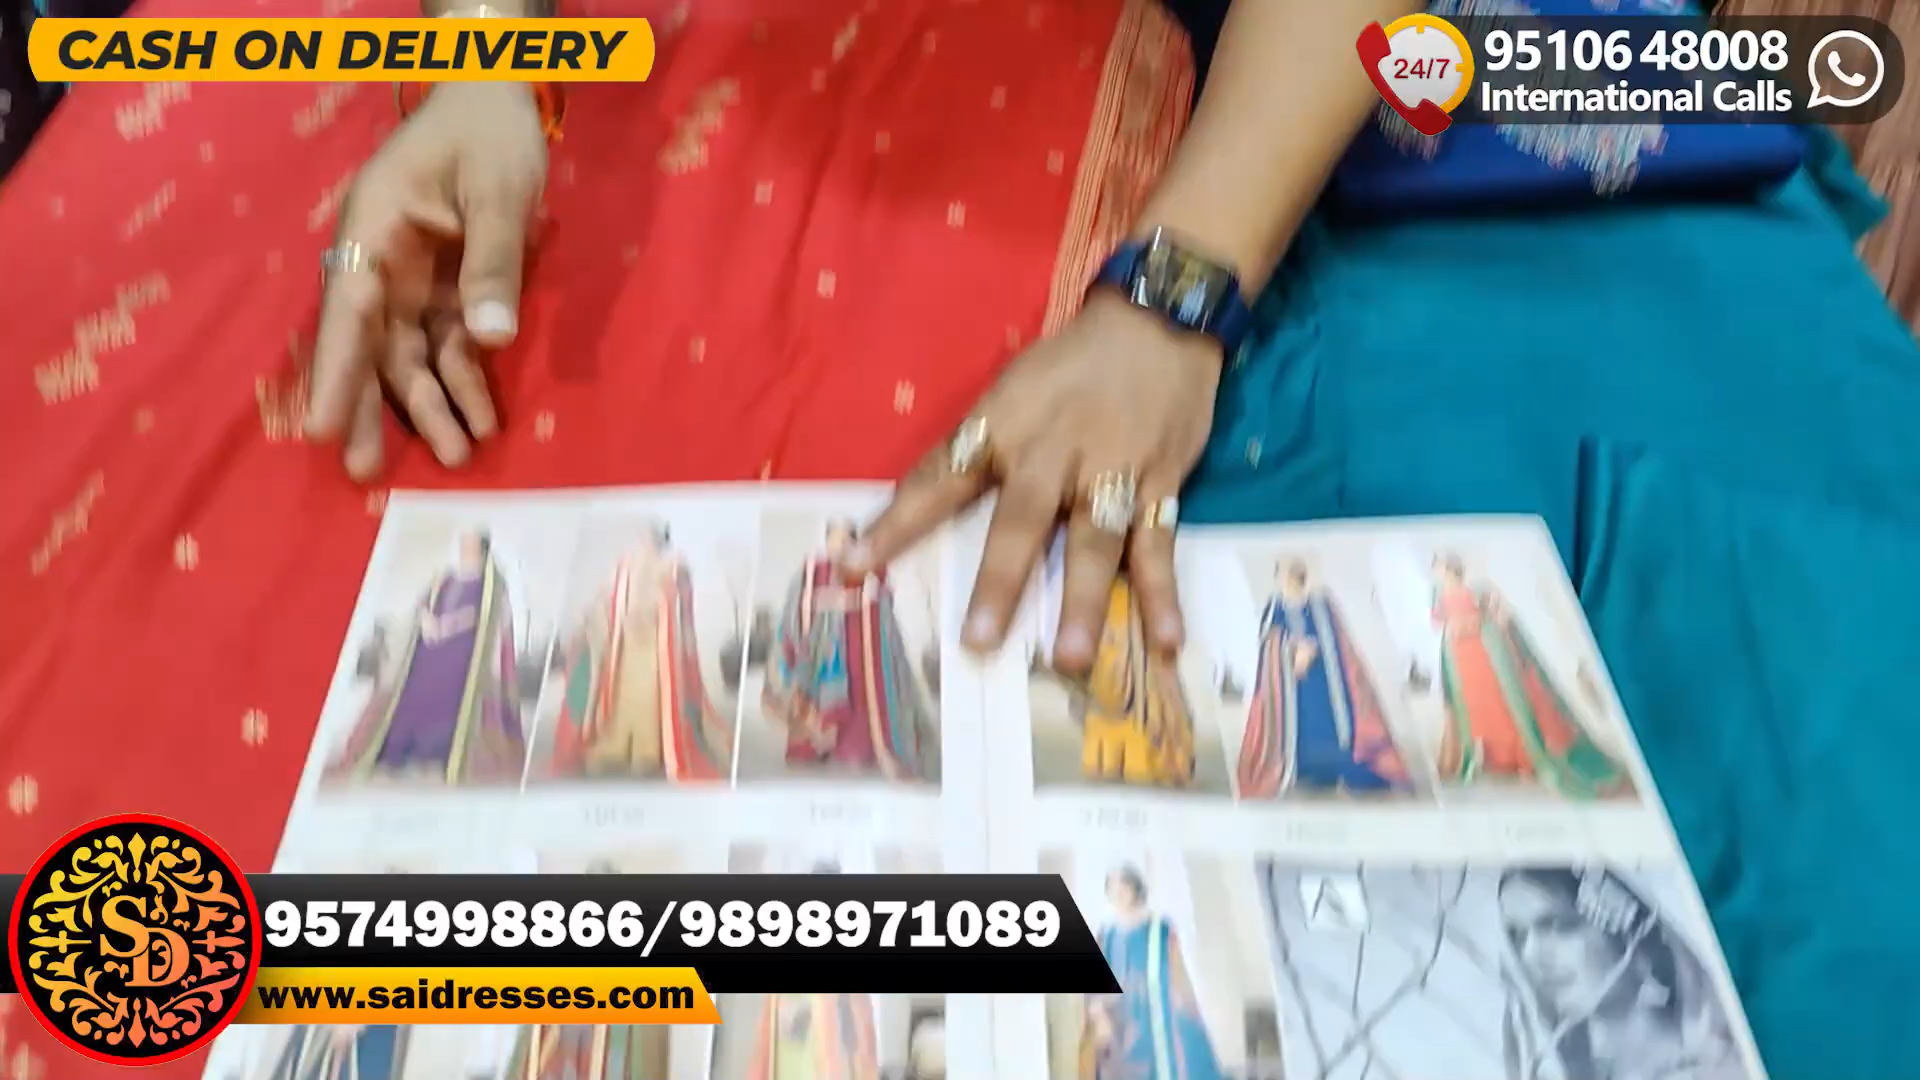 CASH ON DELIVERY
24/7
95106 48008
International Calls
A
SD
9574998866/9898971089
www.saidresses.com